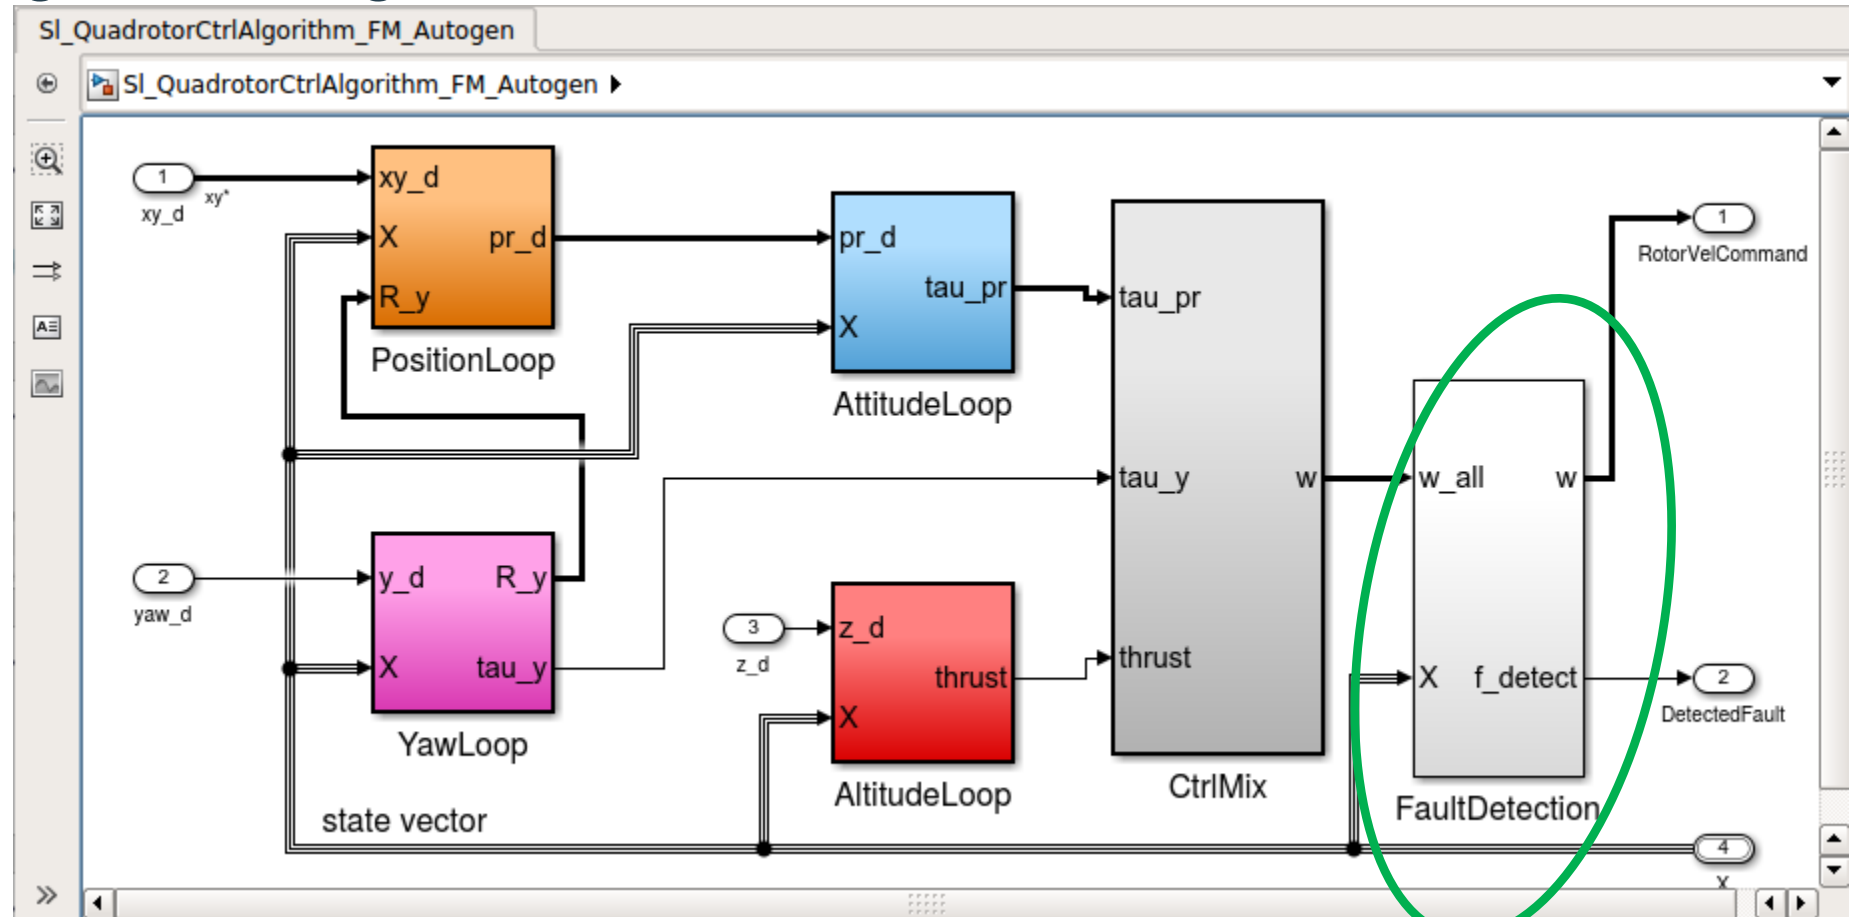 Sl_QuadrotorCtrlAlgorithm_FM_Autogen
Sl_QuadrotorCtrlAlgorithm_FM_Autogen
1
xy_d
xy*
xy_d
X
pr_d
R_y
PositionLoop
pr_d
tau_pr
X
AttitudeLoop
2
yaw_d
y_d
R_y
X
tau_y
YawLoop
3
z_d
z_d
thrust
X
AltitudeLoop
tau_pr
tau_y
w
thrust
CtrlMix
w_all
w
X
f_detect
FaultDetection
1
RotorVelCommand
2
DetectedFault
state vector
4
X